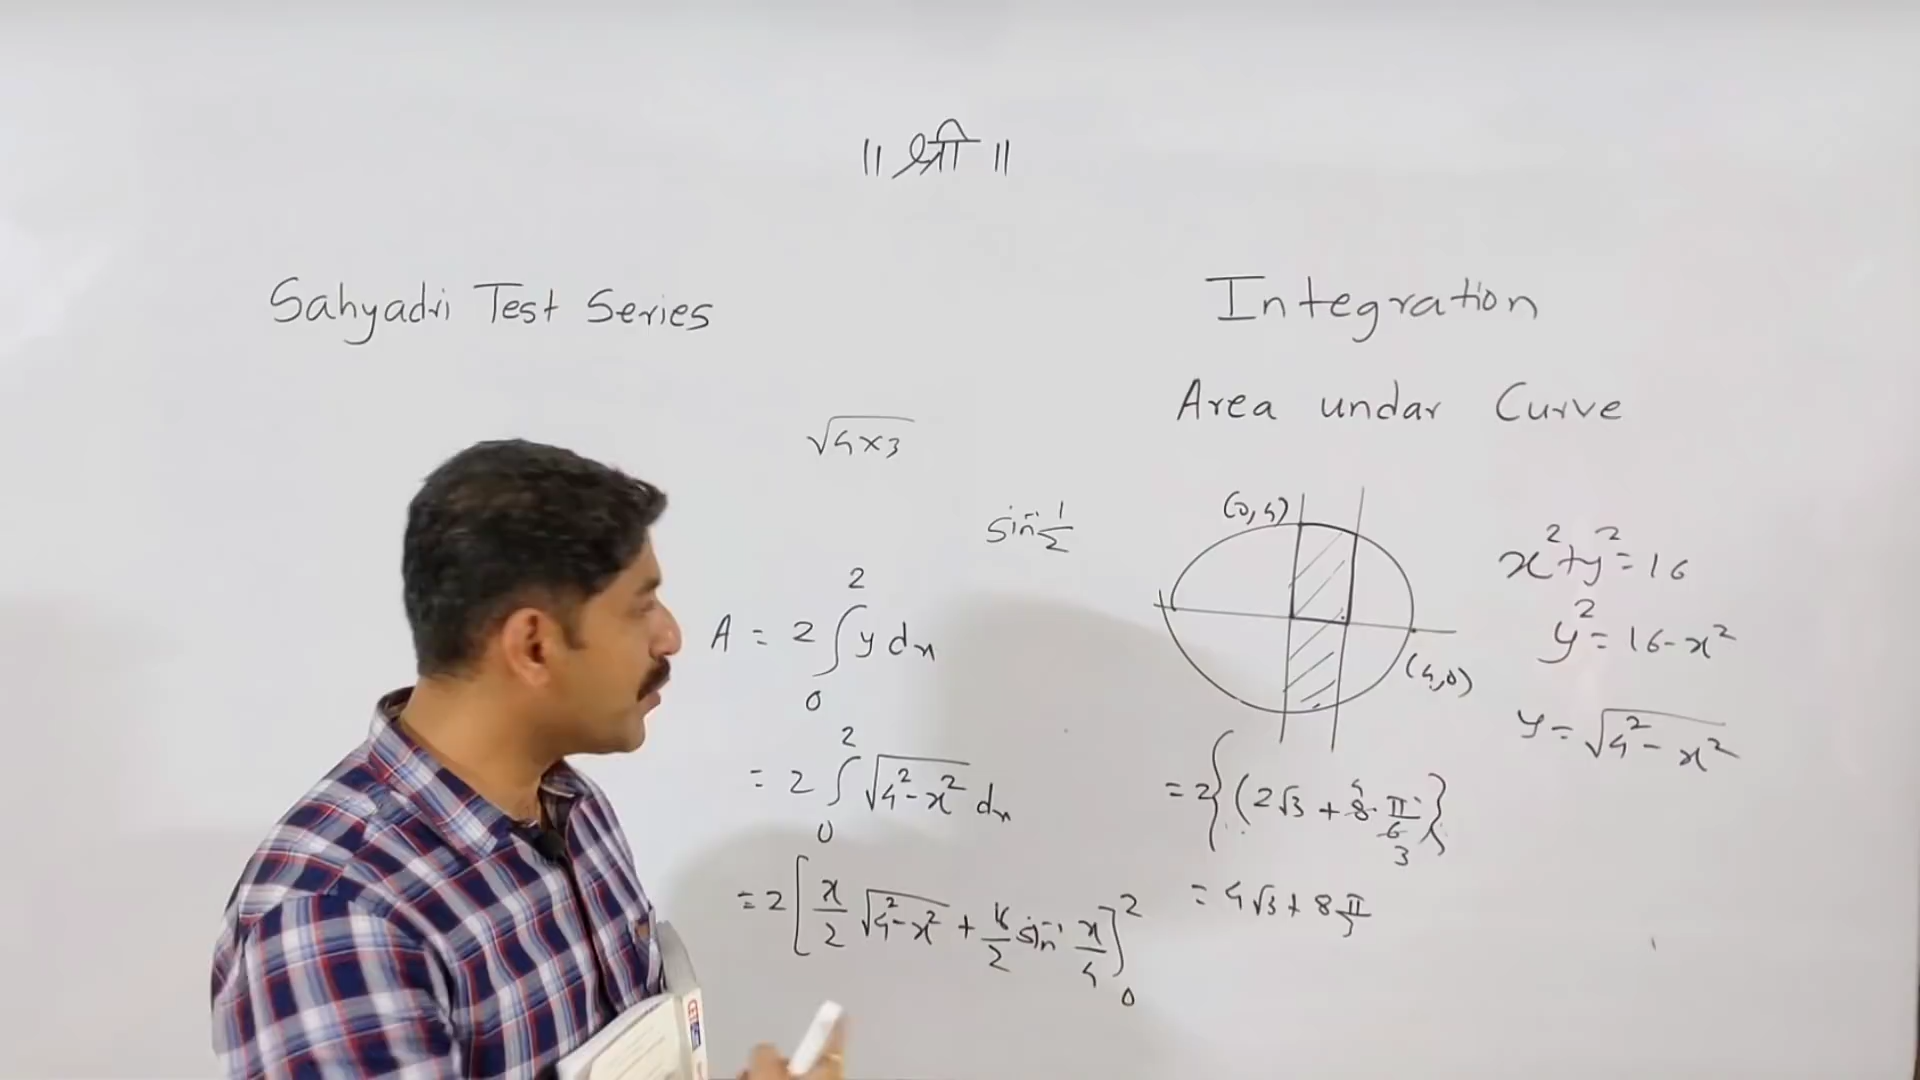 ॥ श्री ॥
Sahyadri Test Series
Integration
Area undar Curve
√4×3
sin⁻¹ 1/2
(0,4)
(4,0)
x²+y²=16
y²=16-x²
y=√4²-x²
A = 2 ∫₀² y dx
= 2 ∫₀² √4²-x² dx
= 2 [x/2 √4²-x² + 16/2 sin⁻¹ x/4]₀²
= 2{(2√3 + 8·π/6}
4
3
= 4√3 + 8π/3